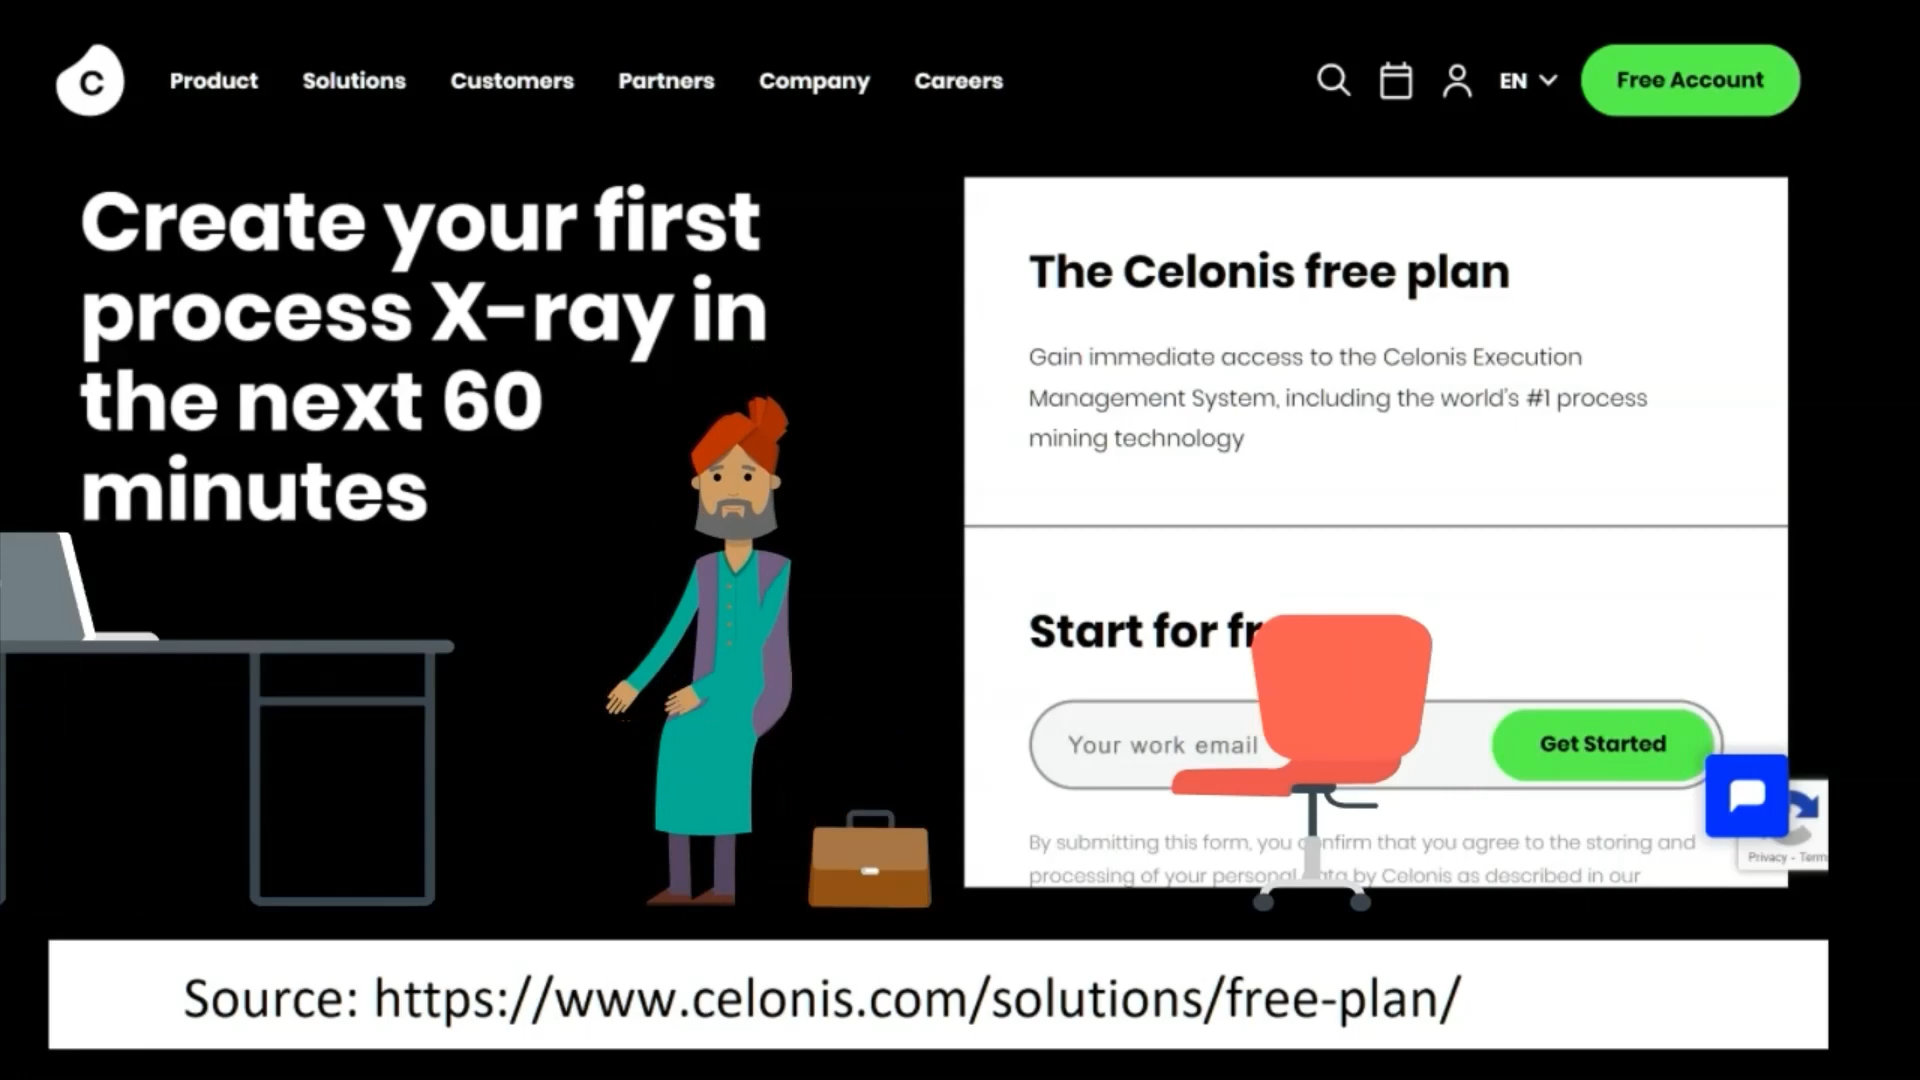 C
Product Solutions Customers Partners Company Careers
EN
Free Account
Create your first
process X-ray in
the next 60
minutes
The Celonis free plan
Gain immediate access to the Celonis Execution
Management System, including the world's #1 process
mining technology
Start for fr
Your work email
Get Started
By submitting this form, you confirm that you agree to the storing and
processing of your personal data by Celonis as described in our
Privacy - Term
Source: https://www.celonis.com/solutions/free-plan/